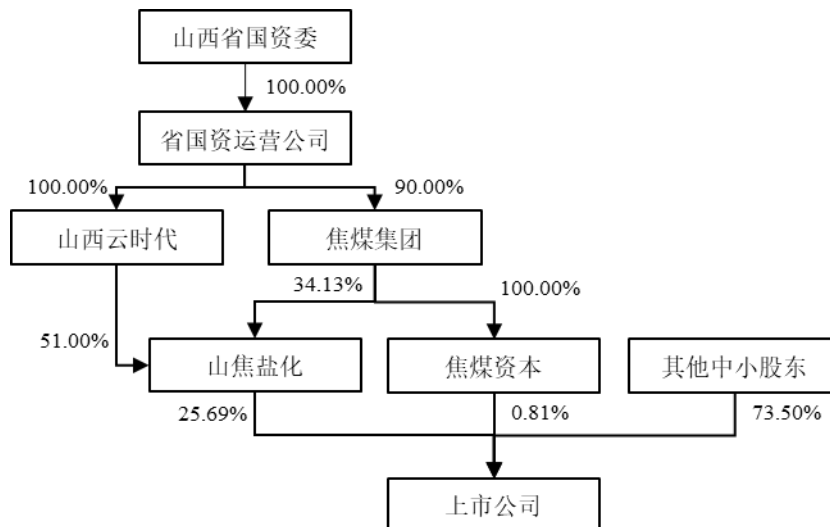 山西省国资委
100.00%
省国资运营公司
100.00%
90.00%
山西云时代
焦煤集团
34.13%
100.00%
51.00%
山焦盐化
焦煤资本
其他中小股东
25.69%
0.81%
73.50%
上市公司